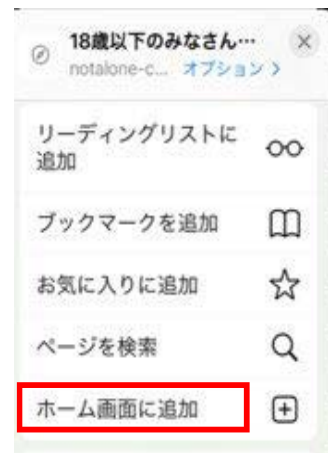 18歳以下のみなさん…
notalone-c... オプション >
リーディングリストに
追加
ブックマークを追加
お気に入りに追加
ページを検索
ホーム画面に追加